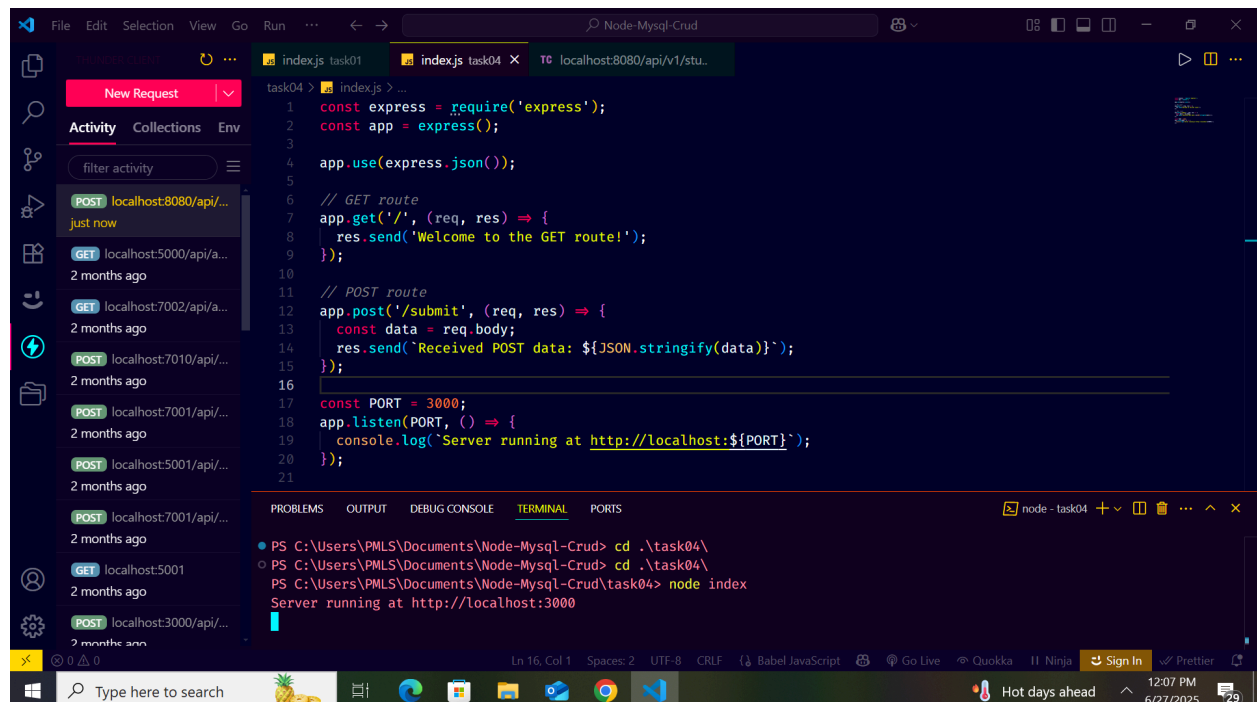 File Edit Selection View Go Run ··· Node-Mysql-Crud
New Request
Activity Collections Env
filter activity
POST localhost:8080/api/...
just now
GET localhost:5000/api/a...
2 months ago
GET localhost:7002/api/a...
2 months ago
POST localhost:7010/api/...
2 months ago
POST localhost:7001/api/...
2 months ago
POST localhost:5001/api/...
2 months ago
POST localhost:7001/api/...
2 months ago
GET localhost:5001
2 months ago
POST localhost:3000/api/...
2 months ago
JS index.js task01 JS index.js task04 TC localhost:8080/api/v1/stu..
task04 > JS index.js > ...
1 const express = require('express');
2 const app = express();
3
4 app.use(express.json());
5
6 // GET route
7 app.get('/', (req, res) ⇒ {
8 res.send('Welcome to the GET route!');
9 });
10
11 // POST route
12 app.post('/submit', (req, res) ⇒ {
13 const data = req.body;
14 res.send(`Received POST data: ${JSON.stringify(data)}`);
15 });
16
17 const PORT = 3000;
18 app.listen(PORT, () ⇒ {
19 console.log(`Server running at http://localhost:${PORT}`);
20 });
21
PROBLEMS OUTPUT DEBUG CONSOLE TERMINAL PORTS node - task04
PS C:\Users\PMLS\Documents\Node-Mysql-Crud> cd .\task04\
PS C:\Users\PMLS\Documents\Node-Mysql-Crud> cd .\task04\
PS C:\Users\PMLS\Documents\Node-Mysql-Crud\task04> node index
Server running at http://localhost:3000
0 0 Ln 16, Col 1 Spaces: 2 UTF-8 CRLF Babel JavaScript Go Live Quokka Ninja Sign In Prettier
Type here to search Hot days ahead 12:07 PM
6/27/2025 29